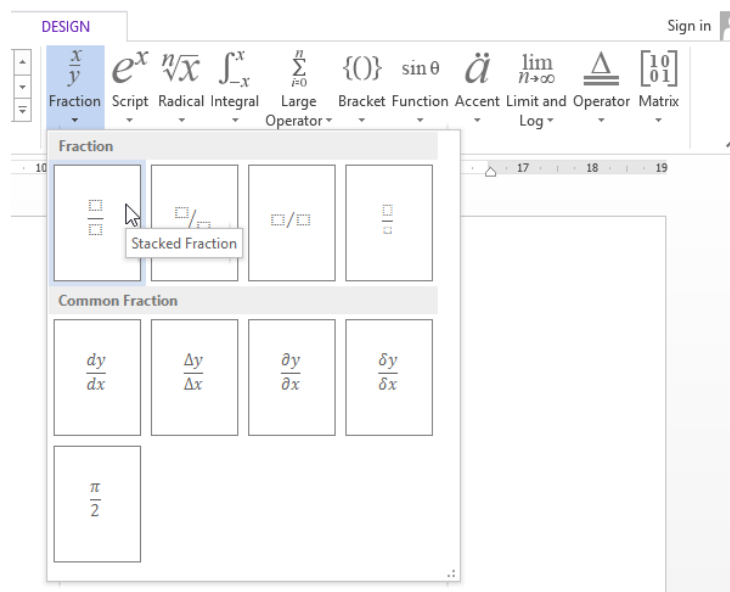 DESIGN
Sign in
x/y eˣ ⁿ√x ∫₋ₓˣ Σ n i=0 {()} sin θ ä lim n→∞ Δ [1 0 0 1]
Fraction Script Radical Integral Large Operator Bracket Function Accent Limit and Log Operator Matrix
Fraction
10 17 18 19
□/□ □/□ □/□ □/□
Stacked Fraction
Common Fraction
dy/dx Δy/Δx ∂y/∂x δy/δx
π/2